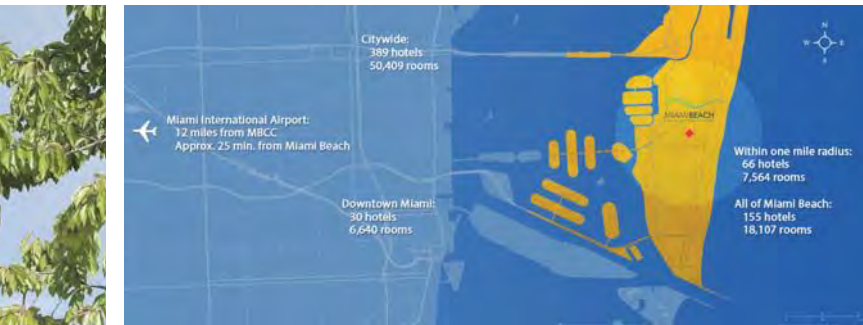 Citywide:
389 hotels
50,409 rooms
N
W
E
S
Miami International Airport:
12 miles from MBCC
Approx. 25 min. from Miami Beach
MIAMIBEACH
Within one mile radius:
66 hotels
7,564 rooms
Downtown Miami:
30 hotels
6,640 rooms
All of Miami Beach:
155 hotels
18,107 rooms